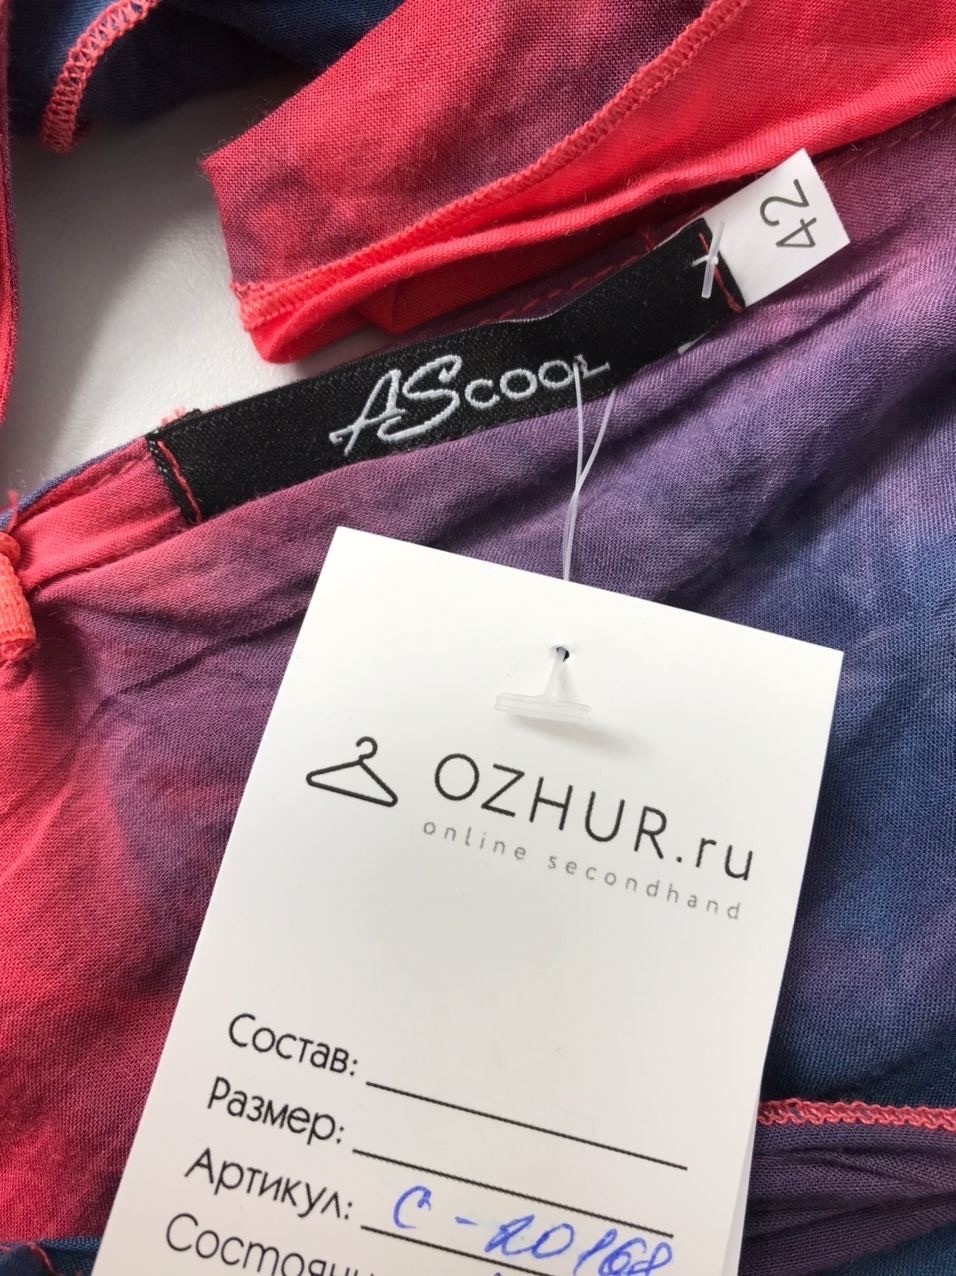 42
AScool
OZHUR.ru
online secondhand
Состав:
Размер:
Артикул: С-20168